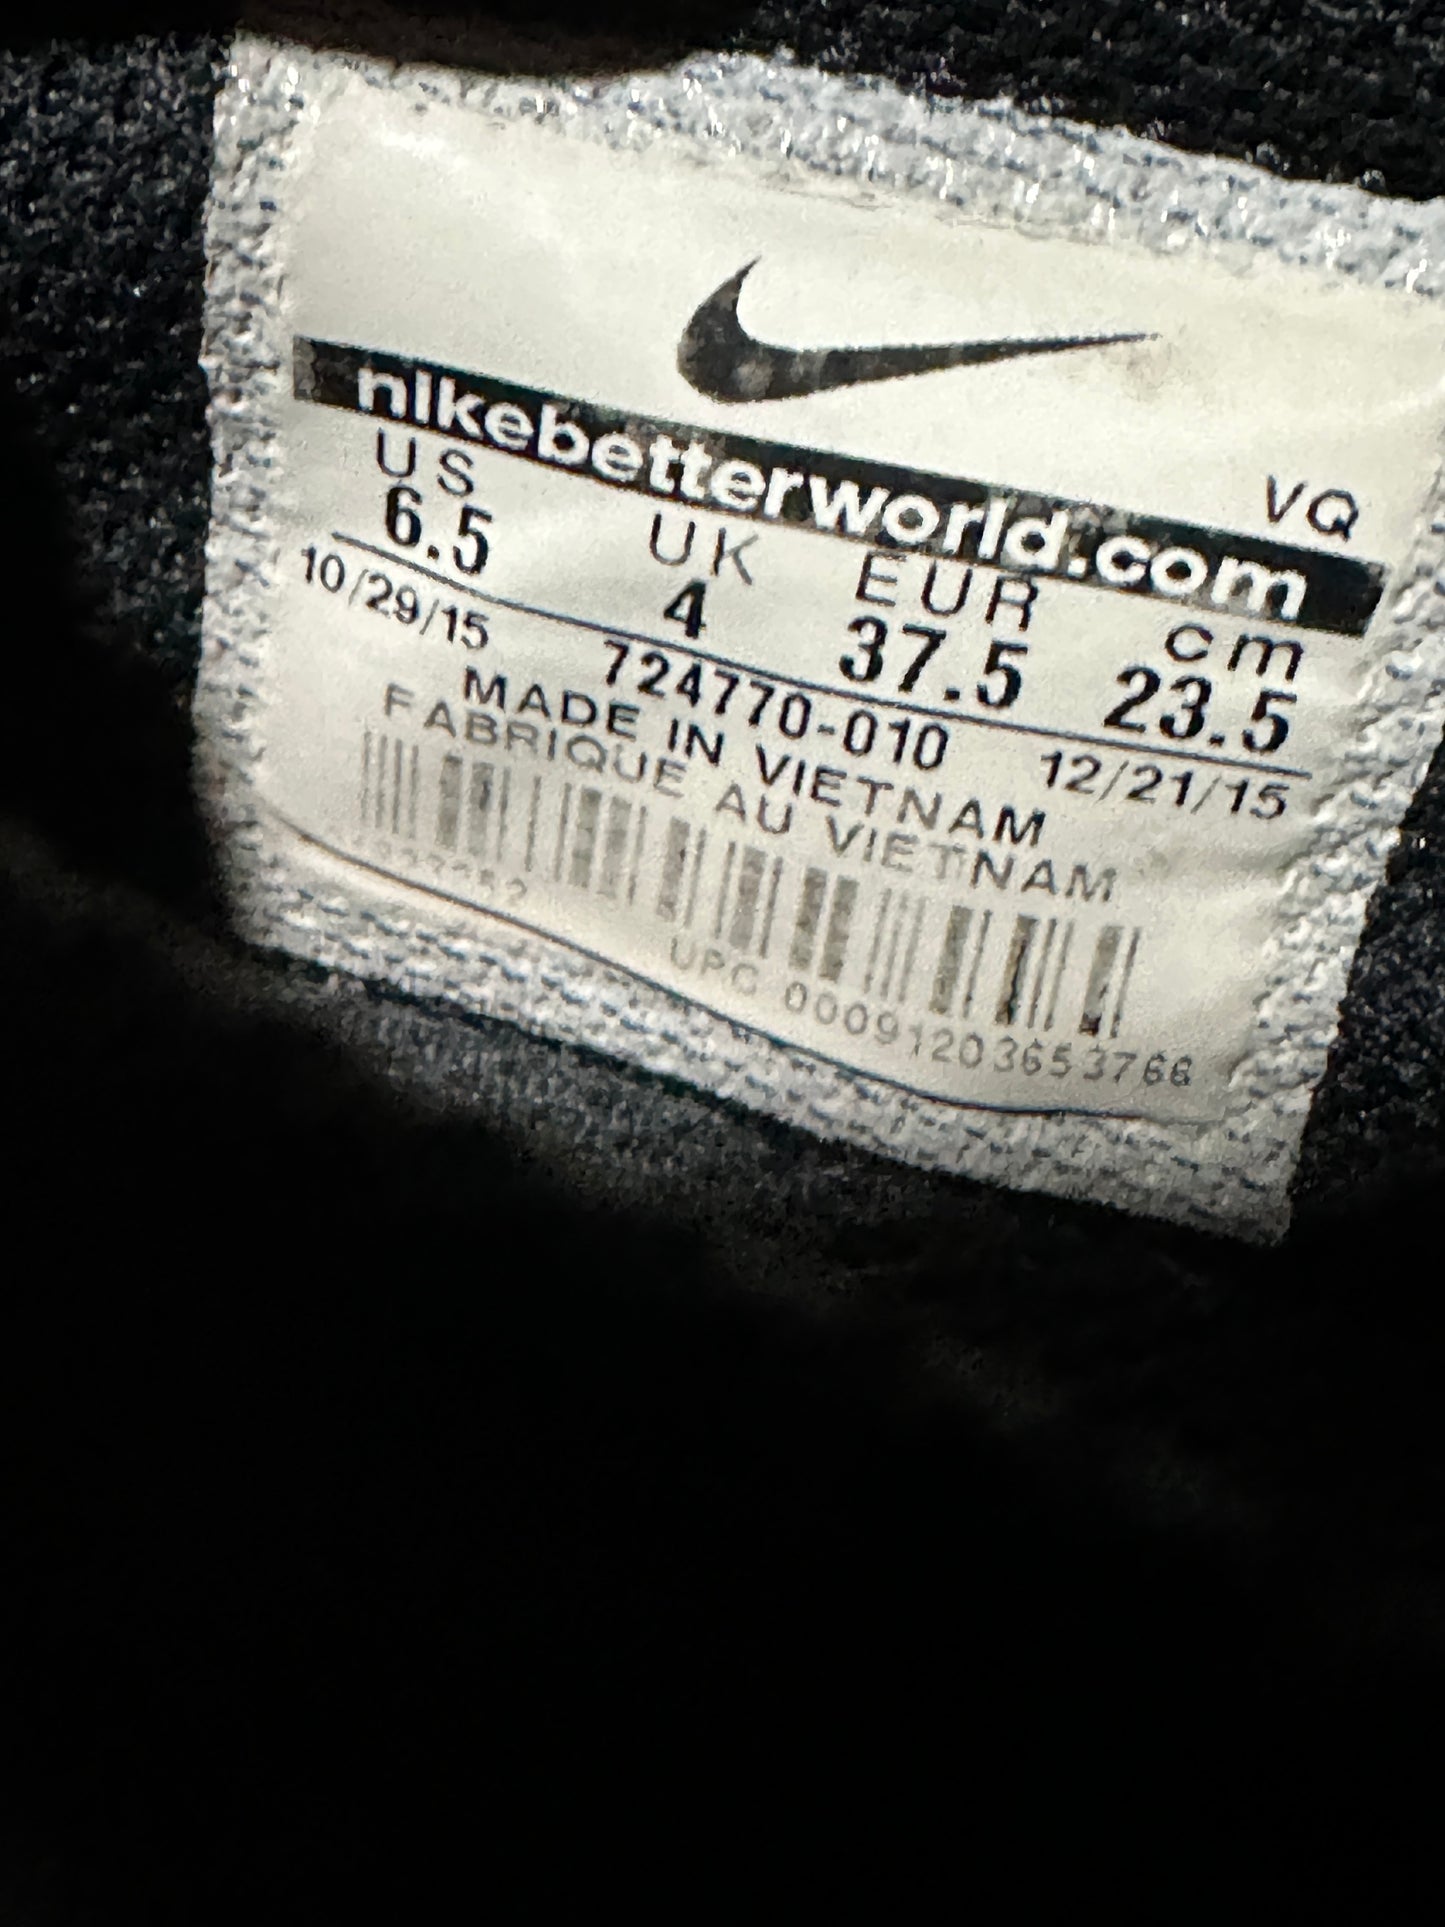 VQ
nikebetterworld.com
US UK EUR cm
6.5 4 37.5 23.5
10/29/15 724770-010 12/21/15
MADE IN VIETNAM
FABRIQUE AU VIETNAM
UPC 00091203653766